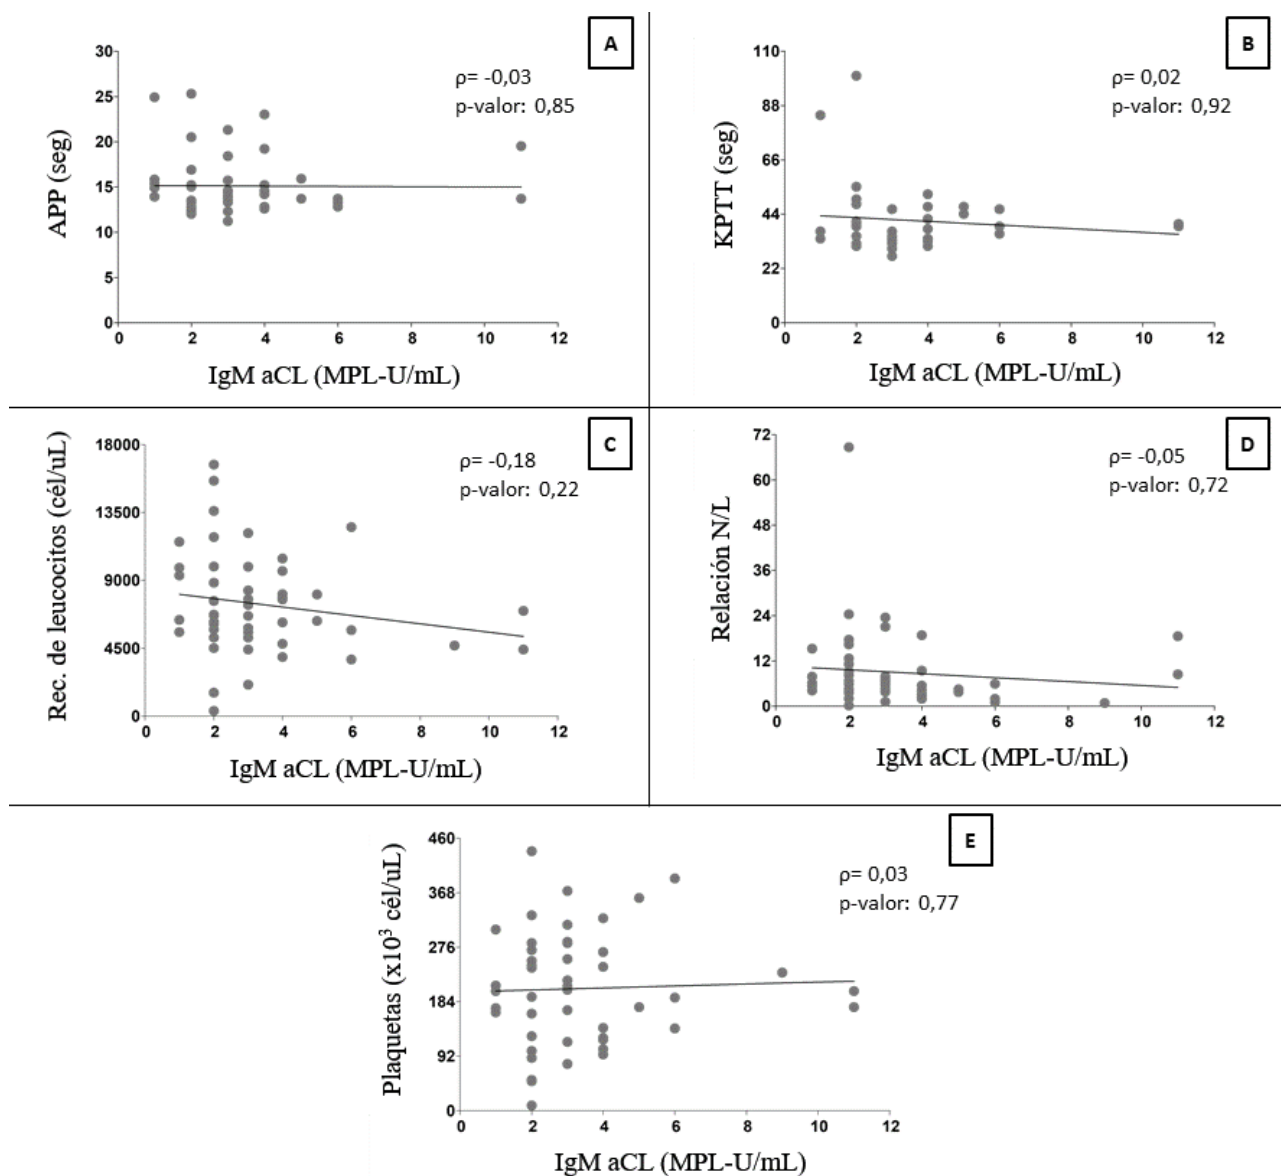 A
ρ= -0,03
p-valor: 0,85
APP (seg)
30
25
20
15
10
5
0
0 2 4 6 8 10 12
IgM aCL (MPL-U/mL)
B
ρ= 0,02
p-valor: 0,92
KPTT (seg)
110
88
66
44
22
0
0 2 4 6 8 10 12
IgM aCL (MPL-U/mL)
C
ρ= -0,18
p-valor: 0,22
Rec. de leucocitos (cél/uL)
18000
13500
9000
4500
0
0 2 4 6 8 10 12
IgM aCL (MPL-U/mL)
D
ρ= -0,05
p-valor: 0,72
Relación N/L
72
60
48
36
24
12
0
0 2 4 6 8 10 12
IgM aCL (MPL-U/mL)
E
ρ= 0,03
p-valor: 0,77
Plaquetas (x10³ cél/uL)
460
368
276
184
92
0
0 2 4 6 8 10 12
IgM aCL (MPL-U/mL)